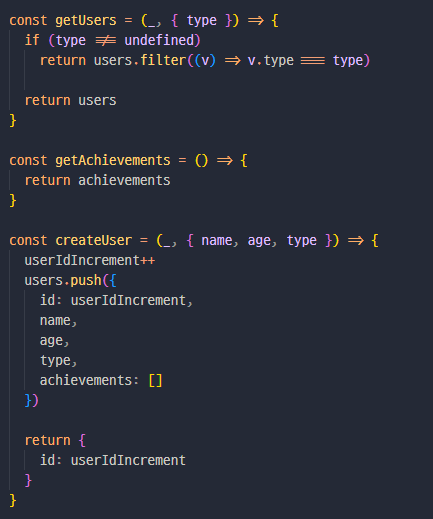 const getUsers = (_, { type }) => {
  if (type !== undefined)
    return users.filter((v) => v.type === type)

  return users
}

const getAchievements = () => {
  return achievements
}

const createUser = (_, { name, age, type }) => {
  userIdIncrement++
  users.push({
    id: userIdIncrement,
    name,
    age,
    type,
    achievements: []
  })

  return {
    id: userIdIncrement
  }
}